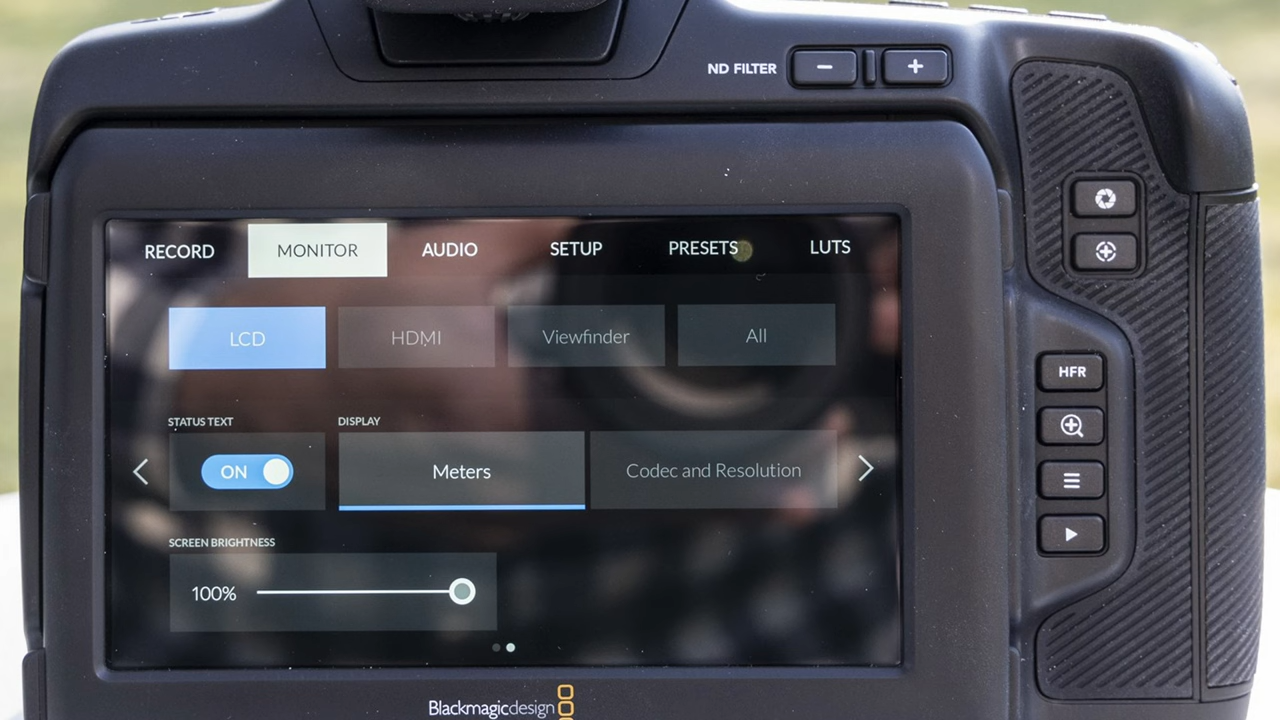 ND FILTER − +
RECORD MONITOR AUDIO SETUP PRESETS LUTS
LCD HDMI Viewfinder All
HFR
STATUS TEXT DISPLAY
ON Meters Codec and Resolution
SCREEN BRIGHTNESS
100%
Blackmagicdesign